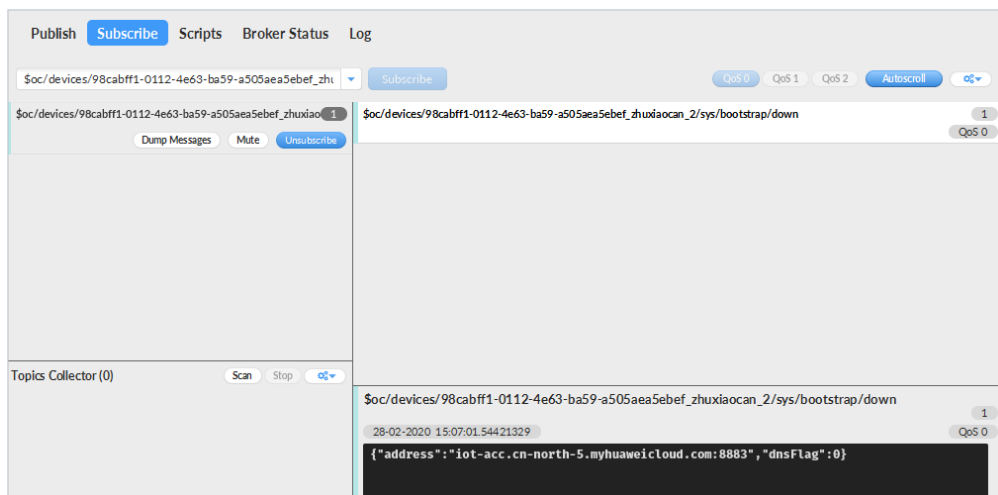 Publish Subscribe Scripts Broker Status Log
$oc/devices/98cabff1-0112-4e63-ba59-a505aea5ebef_zhu Subscribe QoS 0 QoS 1 QoS 2 Autoscroll
$oc/devices/98cabff1-0112-4e63-ba59-a505aea5ebef_zhuxiao 1
Dump Messages Mute Unsubscribe
$oc/devices/98cabff1-0112-4e63-ba59-a505aea5ebef_zhuxiaocan_2/sys/bootstrap/down 1
QoS 0
Topics Collector (0) Scan Stop
$oc/devices/98cabff1-0112-4e63-ba59-a505aea5ebef_zhuxiaocan_2/sys/bootstrap/down
1
28-02-2020 15:07:01.54421329 QoS 0
{"address":"iot-acc.cn-north-5.myhuaweicloud.com:8883","dnsFlag":0}